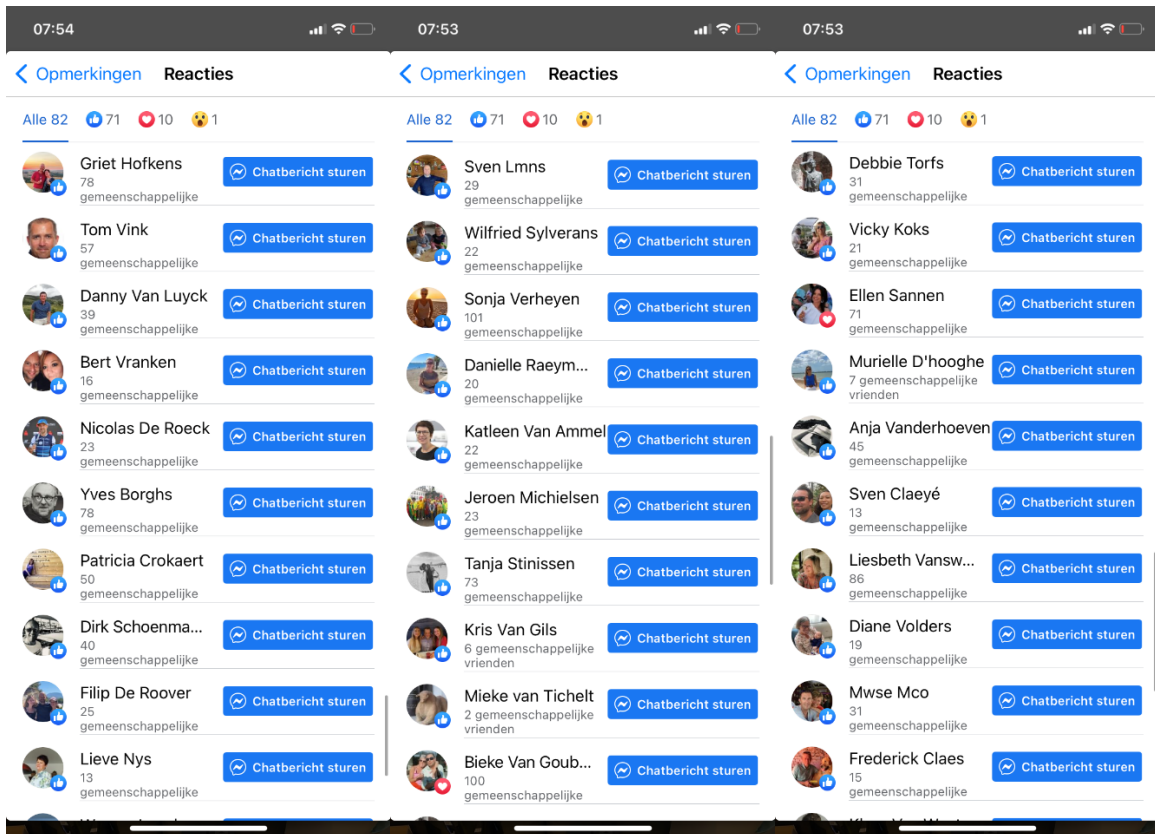 07:54
Opmerkingen Reacties
Alle 82 71 10 1
Griet Hofkens
78
gemeenschappelijke
Chatbericht sturen
Tom Vink
57
gemeenschappelijke
Chatbericht sturen
Danny Van Luyck
39
gemeenschappelijke
Chatbericht sturen
Bert Vranken
16
gemeenschappelijke
Chatbericht sturen
Nicolas De Roeck
23
gemeenschappelijke
Chatbericht sturen
Yves Borghs
78
gemeenschappelijke
Chatbericht sturen
Patricia Crokaert
50
gemeenschappelijke
Chatbericht sturen
Dirk Schoenma...
40
gemeenschappelijke
Chatbericht sturen
Filip De Roover
25
gemeenschappelijke
Chatbericht sturen
Lieve Nys
13
gemeenschappelijke
Chatbericht sturen
07:53
Opmerkingen Reacties
Alle 82 71 10 1
Sven Lmns
29
gemeenschappelijke
Chatbericht sturen
Wilfried Sylverans
22
gemeenschappelijke
Chatbericht sturen
Sonja Verheyen
101
gemeenschappelijke
Chatbericht sturen
Danielle Raeym...
20
gemeenschappelijke
Chatbericht sturen
Katleen Van Ammel
22
gemeenschappelijke
Chatbericht sturen
Jeroen Michielsen
23
gemeenschappelijke
Chatbericht sturen
Tanja Stinissen
73
gemeenschappelijke
Chatbericht sturen
Kris Van Gils
6 gemeenschappelijke
vrienden
Chatbericht sturen
Mieke van Tichelt
2 gemeenschappelijke
vrienden
Chatbericht sturen
Bieke Van Goub...
100
gemeenschappelijke
Chatbericht sturen
07:53
Opmerkingen Reacties
Alle 82 71 10 1
Debbie Torfs
31
gemeenschappelijke
Chatbericht sturen
Vicky Koks
21
gemeenschappelijke
Chatbericht sturen
Ellen Sannen
71
gemeenschappelijke
Chatbericht sturen
Murielle D'hooghe
7 gemeenschappelijke
vrienden
Chatbericht sturen
Anja Vanderhoeven
45
gemeenschappelijke
Chatbericht sturen
Sven Claeyé
13
gemeenschappelijke
Chatbericht sturen
Liesbeth Vansw...
86
gemeenschappelijke
Chatbericht sturen
Diane Volders
19
gemeenschappelijke
Chatbericht sturen
Mwse Mco
31
gemeenschappelijke
Chatbericht sturen
Frederick Claes
15
gemeenschappelijke
Chatbericht sturen